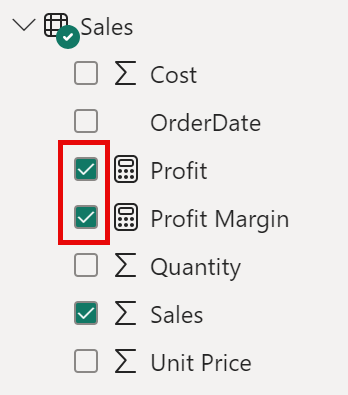 Sales
Cost
OrderDate
Profit
Profit Margin
Quantity
Sales
Unit Price